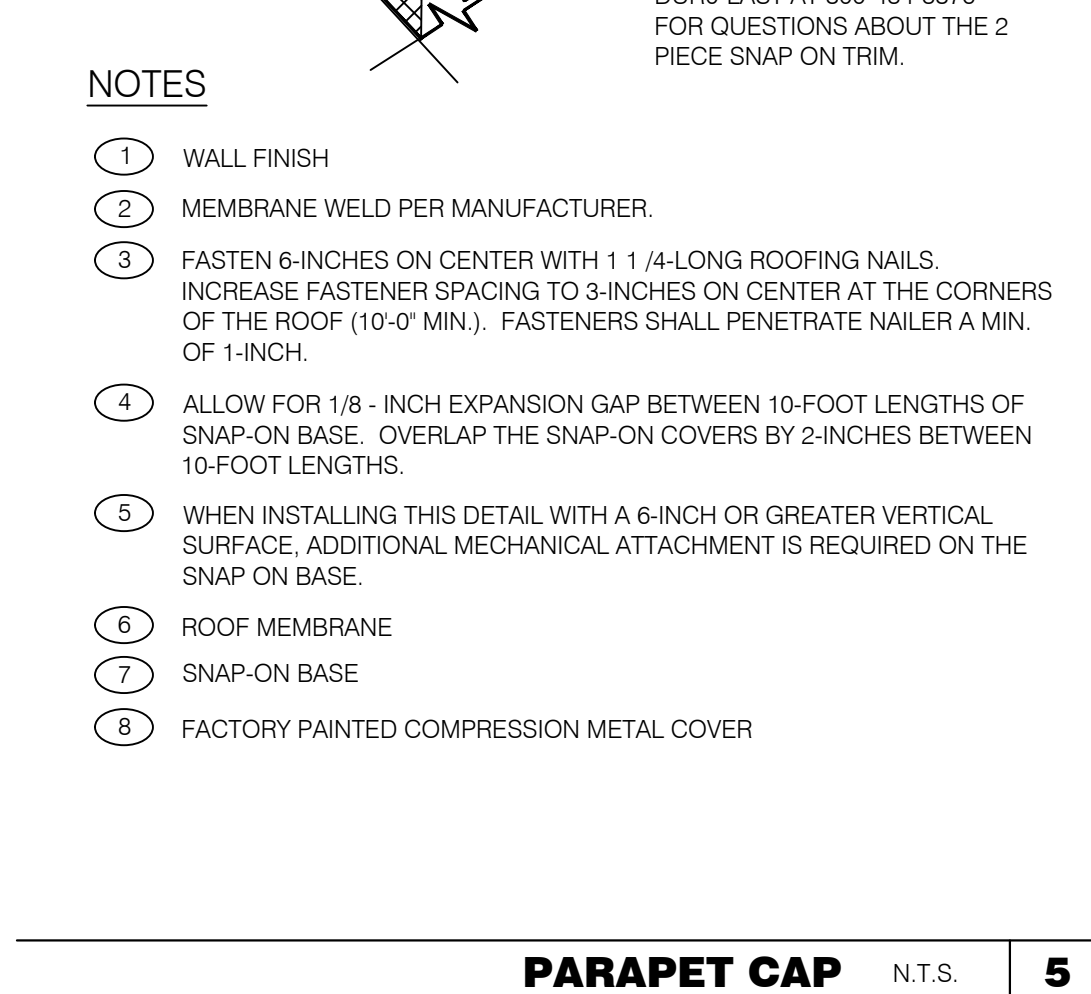 FOR QUESTIONS ABOUT THE 2
PIECE SNAP ON TRIM.
NOTES
1 WALL FINISH
2 MEMBRANE WELD PER MANUFACTURER.
3 FASTEN 6-INCHES ON CENTER WITH 1 1 /4-LONG ROOFING NAILS.
INCREASE FASTENER SPACING TO 3-INCHES ON CENTER AT THE CORNERS
OF THE ROOF (10'-0" MIN.). FASTENERS SHALL PENETRATE NAILER A MIN.
OF 1-INCH.
4 ALLOW FOR 1/8 - INCH EXPANSION GAP BETWEEN 10-FOOT LENGTHS OF
SNAP-ON BASE. OVERLAP THE SNAP-ON COVERS BY 2-INCHES BETWEEN
10-FOOT LENGTHS.
5 WHEN INSTALLING THIS DETAIL WITH A 6-INCH OR GREATER VERTICAL
SURFACE, ADDITIONAL MECHANICAL ATTACHMENT IS REQUIRED ON THE
SNAP ON BASE.
6 ROOF MEMBRANE
7 SNAP-ON BASE
8 FACTORY PAINTED COMPRESSION METAL COVER
PARAPET CAP N.T.S. 5